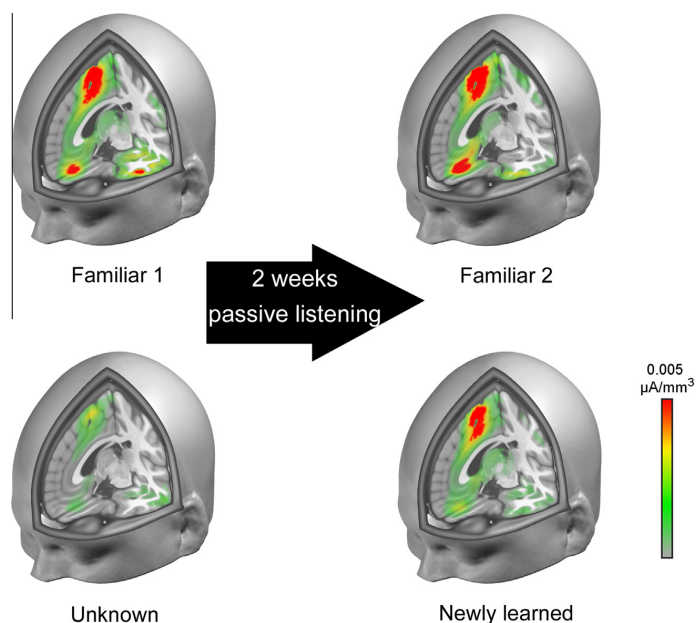 Familiar 1
2 weeks
passive listening
Familiar 2
0.005
µA/mm³
Unknown
Newly learned